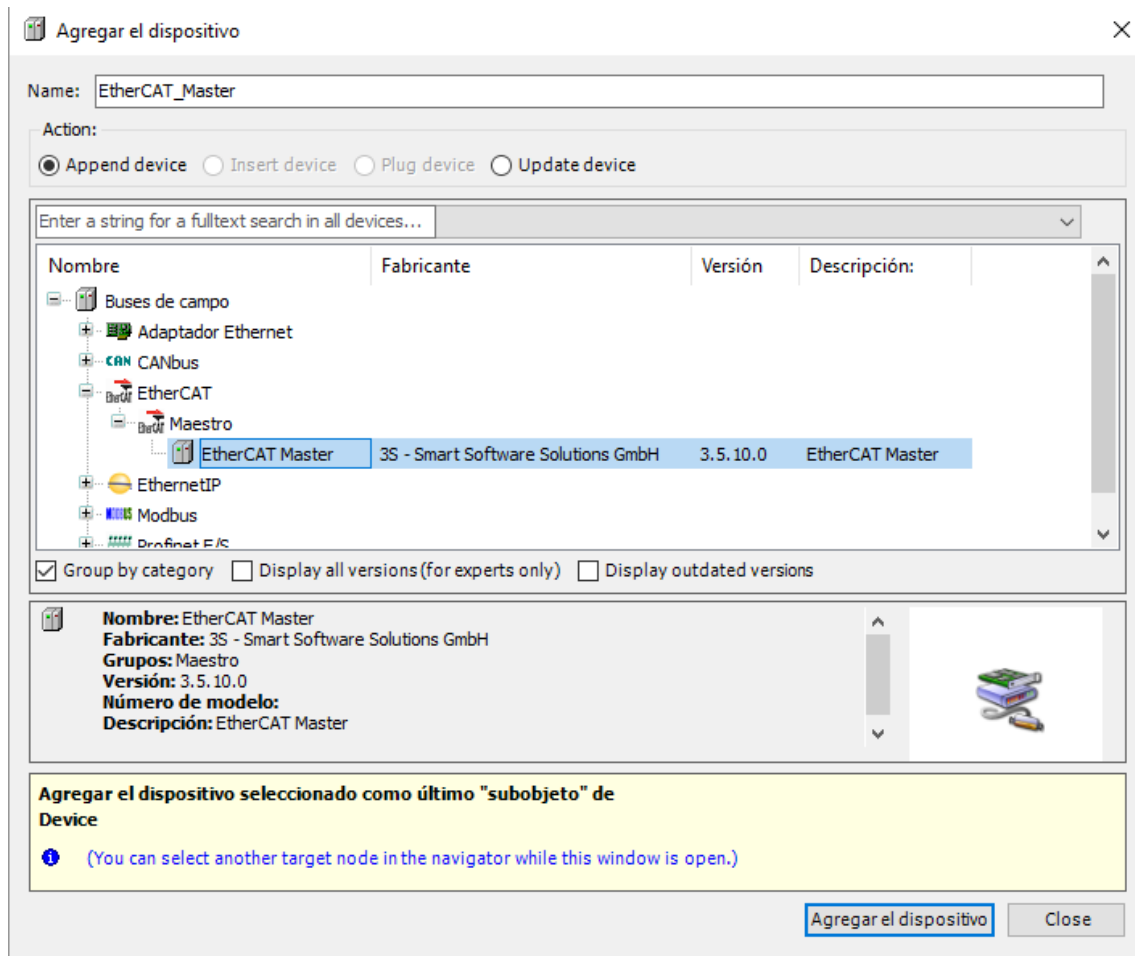 Agregar el dispositivo
Name: EtherCAT_Master
Action:
Append device Insert device Plug device Update device
Enter a string for a fulltext search in all devices...
Nombre Fabricante Versión Descripción:
Buses de campo
Adaptador Ethernet
CAN CANbus
EtherCAT EtherCAT
EtherCAT Maestro
EtherCAT Master 3S - Smart Software Solutions GmbH 3.5.10.0 EtherCAT Master
EthernetIP
MODBUS Modbus
Profinet E/S
Group by category Display all versions (for experts only) Display outdated versions
Nombre: EtherCAT Master
Fabricante: 3S - Smart Software Solutions GmbH
Grupos: Maestro
Versión: 3.5.10.0
Número de modelo:
Descripción: EtherCAT Master
Agregar el dispositivo seleccionado como último "subobjeto" de
Device
(You can select another target node in the navigator while this window is open.)
Agregar el dispositivo Close